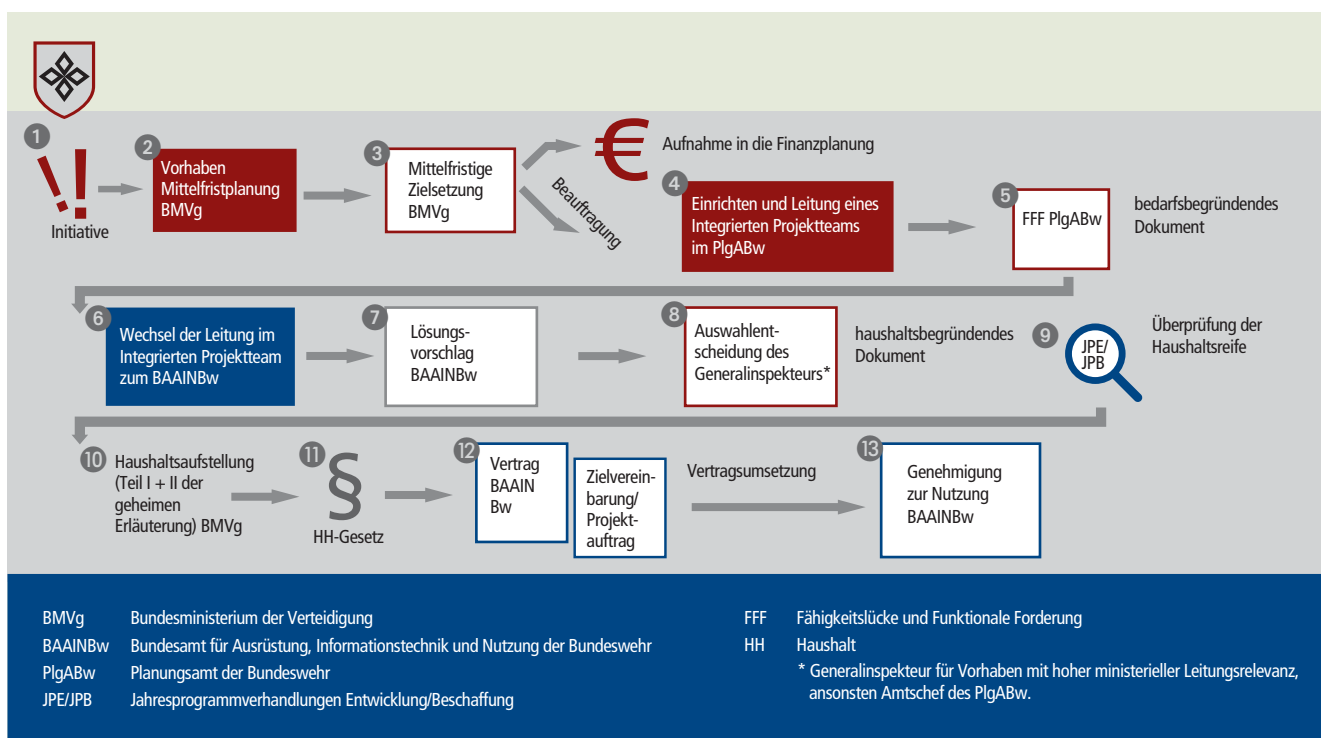 1
!!
Initiative
2
Vorhaben
Mittelfristplanung
BMVg
3
Mittelfristige
Zielsetzung
BMVg
€
Aufnahme in die Finanzplanung
Beauftragung
4
Einrichten und Leitung eines
Integrierten Projektteams
im PlgABw
5
FFF PlgABw
bedarfsbegründendes
Dokument
6
Wechsel der Leitung im
Integrierten Projektteam
zum BAAINBw
7
Lösungs-
vorschlag
BAAINBw
8
Auswahlent-
scheidung des
Generalinspekteurs*
haushaltsbegründendes
Dokument
9
JPE/
JPB
Überprüfung der
Haushaltsreife
10
Haushaltsaufstellung
(Teil I + II der
geheimen
Erläuterung) BMVg
11
§
HH-Gesetz
12
Vertrag
BAAIN
Bw
Zielverein-
barung/
Projekt-
auftrag
Vertragsumsetzung
13
Genehmigung
zur Nutzung
BAAINBw
BMVg Bundesministerium der Verteidigung
BAAINBw Bundesamt für Ausrüstung, Informationstechnik und Nutzung der Bundeswehr
PlgABw Planungsamt der Bundeswehr
JPE/JPB Jahresprogrammverhandlungen Entwicklung/Beschaffung
FFF Fähigkeitslücke und Funktionale Forderung
HH Haushalt
* Generalinspekteur für Vorhaben mit hoher ministerieller Leitungsrelevanz,
ansonsten Amtschef des PlgABw.